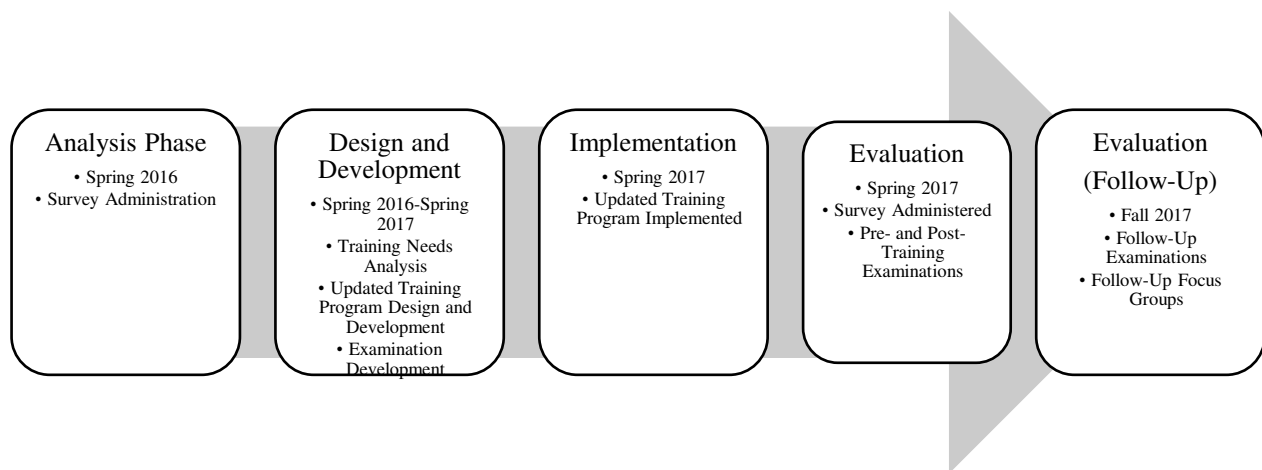 Analysis Phase
• Spring 2016
• Survey Administration
Design and
Development
• Spring 2016-Spring
2017
• Training Needs
Analysis
• Updated Training
Program Design and
Development
• Examination
Development
Implementation
• Spring 2017
• Updated Training
Program Implemented
Evaluation
• Spring 2017
• Survey Administered
• Pre- and Post-
Training
Examinations
Evaluation
(Follow-Up)
• Fall 2017
• Follow-Up
Examinations
• Follow-Up Focus
Groups